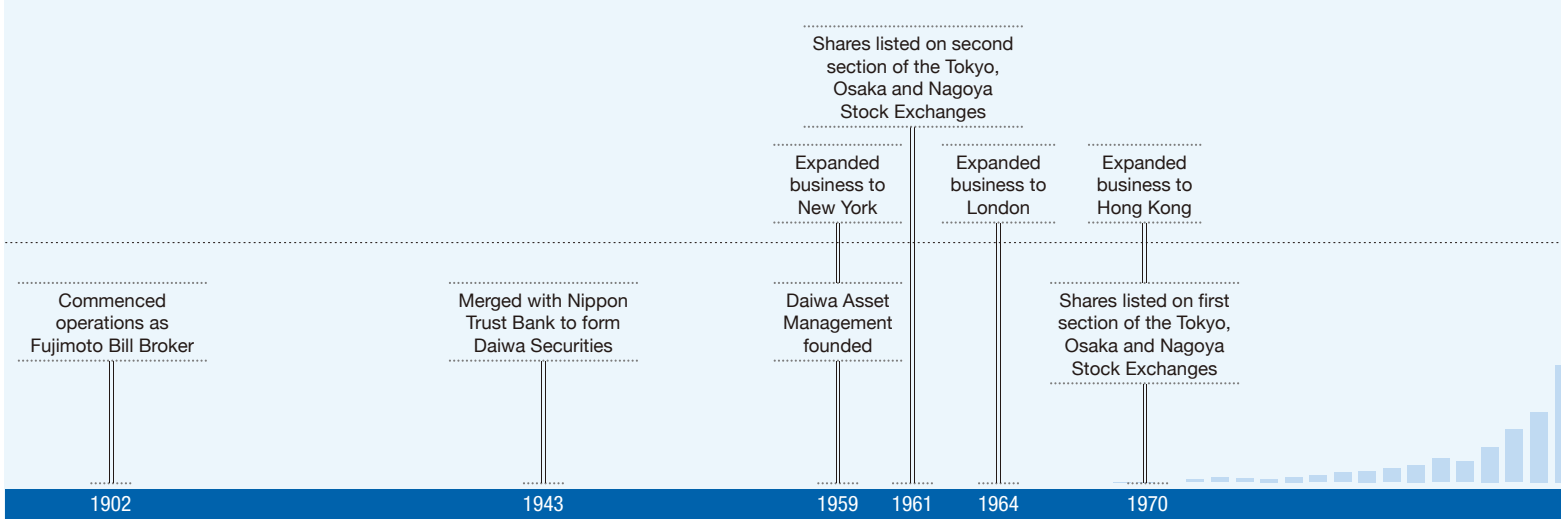 Shares listed on second
section of the Tokyo,
Osaka and Nagoya
Stock Exchanges
Expanded
business to
New York
Expanded
business to
London
Expanded
business to
Hong Kong
Commenced
operations as
Fujimoto Bill Broker
Merged with Nippon
Trust Bank to form
Daiwa Securities
Daiwa Asset
Management
founded
Shares listed on first
section of the Tokyo,
Osaka and Nagoya
Stock Exchanges
1902
1943
1959
1961
1964
1970